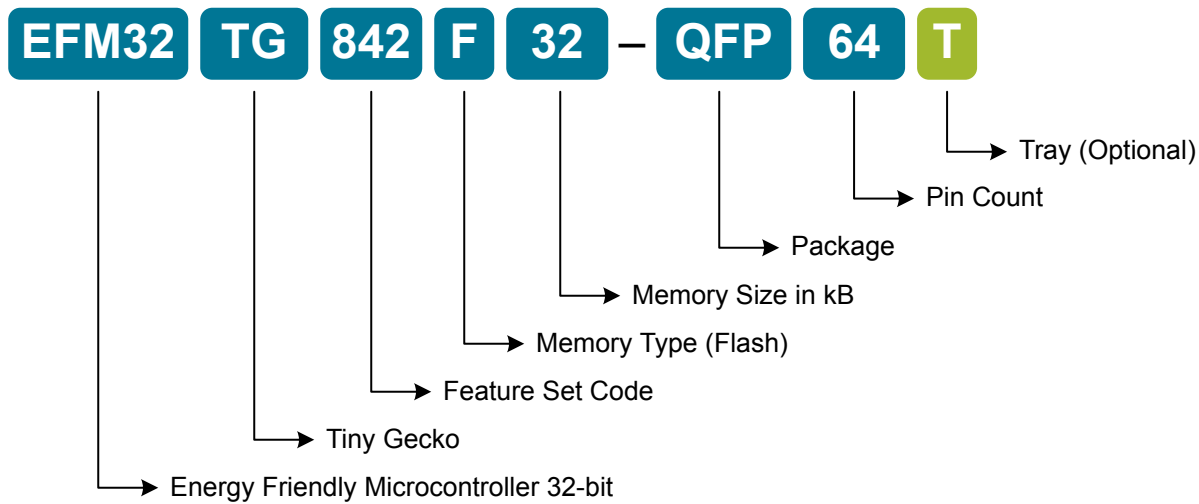 EFM32 TG 842 F 32 – QFP 64 T
Tray (Optional)
Pin Count
Package
Memory Size in kB
Memory Type (Flash)
Feature Set Code
Tiny Gecko
Energy Friendly Microcontroller 32-bit